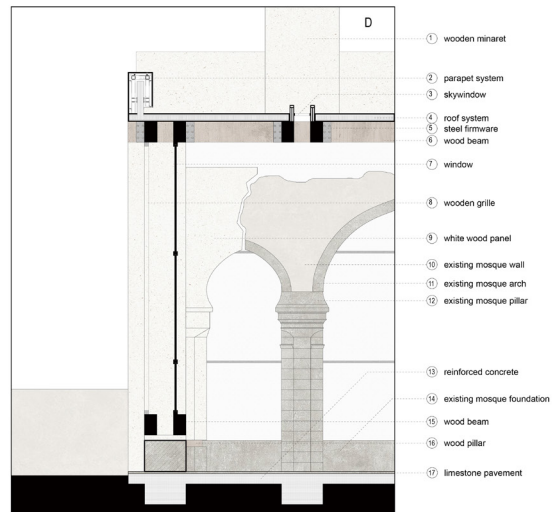 D
1 wooden minaret
2 parapet system
3 skywindow
4 roof system
5 steel firmware
6 wood beam
7 window
8 wooden grille
9 white wood panel
10 existing mosque wall
11 existing mosque arch
12 existing mosque pillar
13 reinforced concrete
14 existing mosque foundation
15 wood beam
16 wood pillar
17 limestone pavement